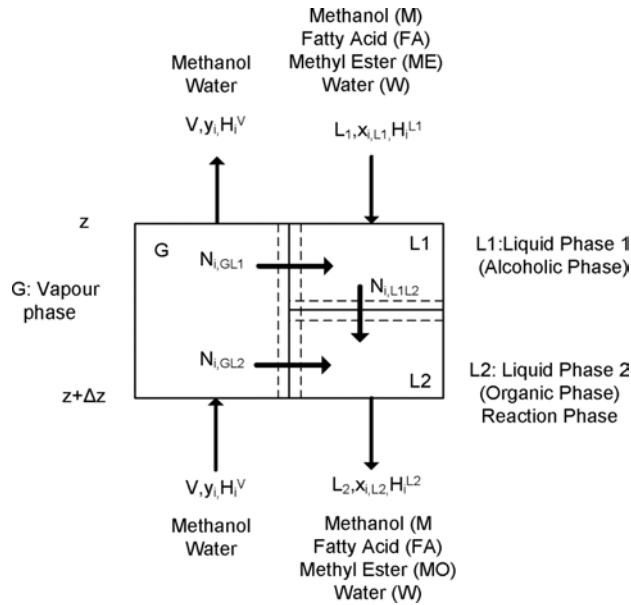 Methanol (M)
Fatty Acid (FA)
Methyl Ester (ME)
Water (W)
Methanol
Water
V,yᵢ,Hᵢⱽ
L₁,xᵢ,L₁,HᵢL1
z
G
L1
Nᵢ,GL1
L1:Liquid Phase 1
(Alcoholic Phase)
G: Vapour
phase
Nᵢ,L1L2
Nᵢ,GL2
L2
L2: Liquid Phase 2
(Organic Phase)
Reaction Phase
z+Δz
V,yᵢ,Hᵢⱽ
L₂,xᵢ,L₂,HᵢL2
Methanol
Water
Methanol (M
Fatty Acid (FA)
Methyl Ester (MO)
Water (W)